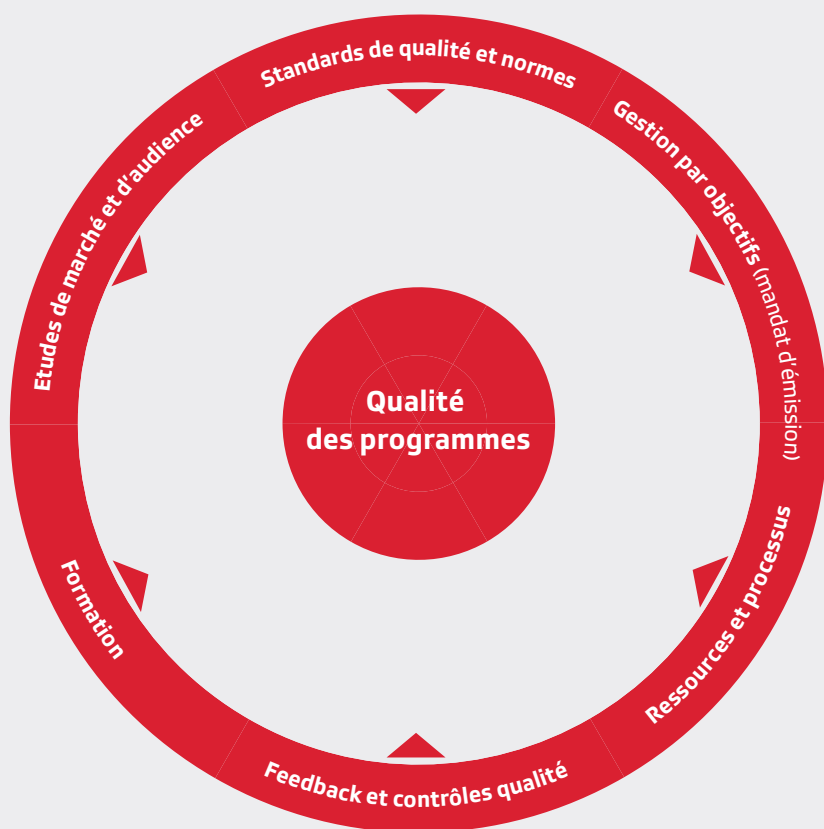 Standards de qualité et normes
Gestion par objectifs (mandat d'émission)
Ressources et processus
Feedback et contrôles qualité
Formation
Etudes de marché et d'audience
Qualité
des programmes